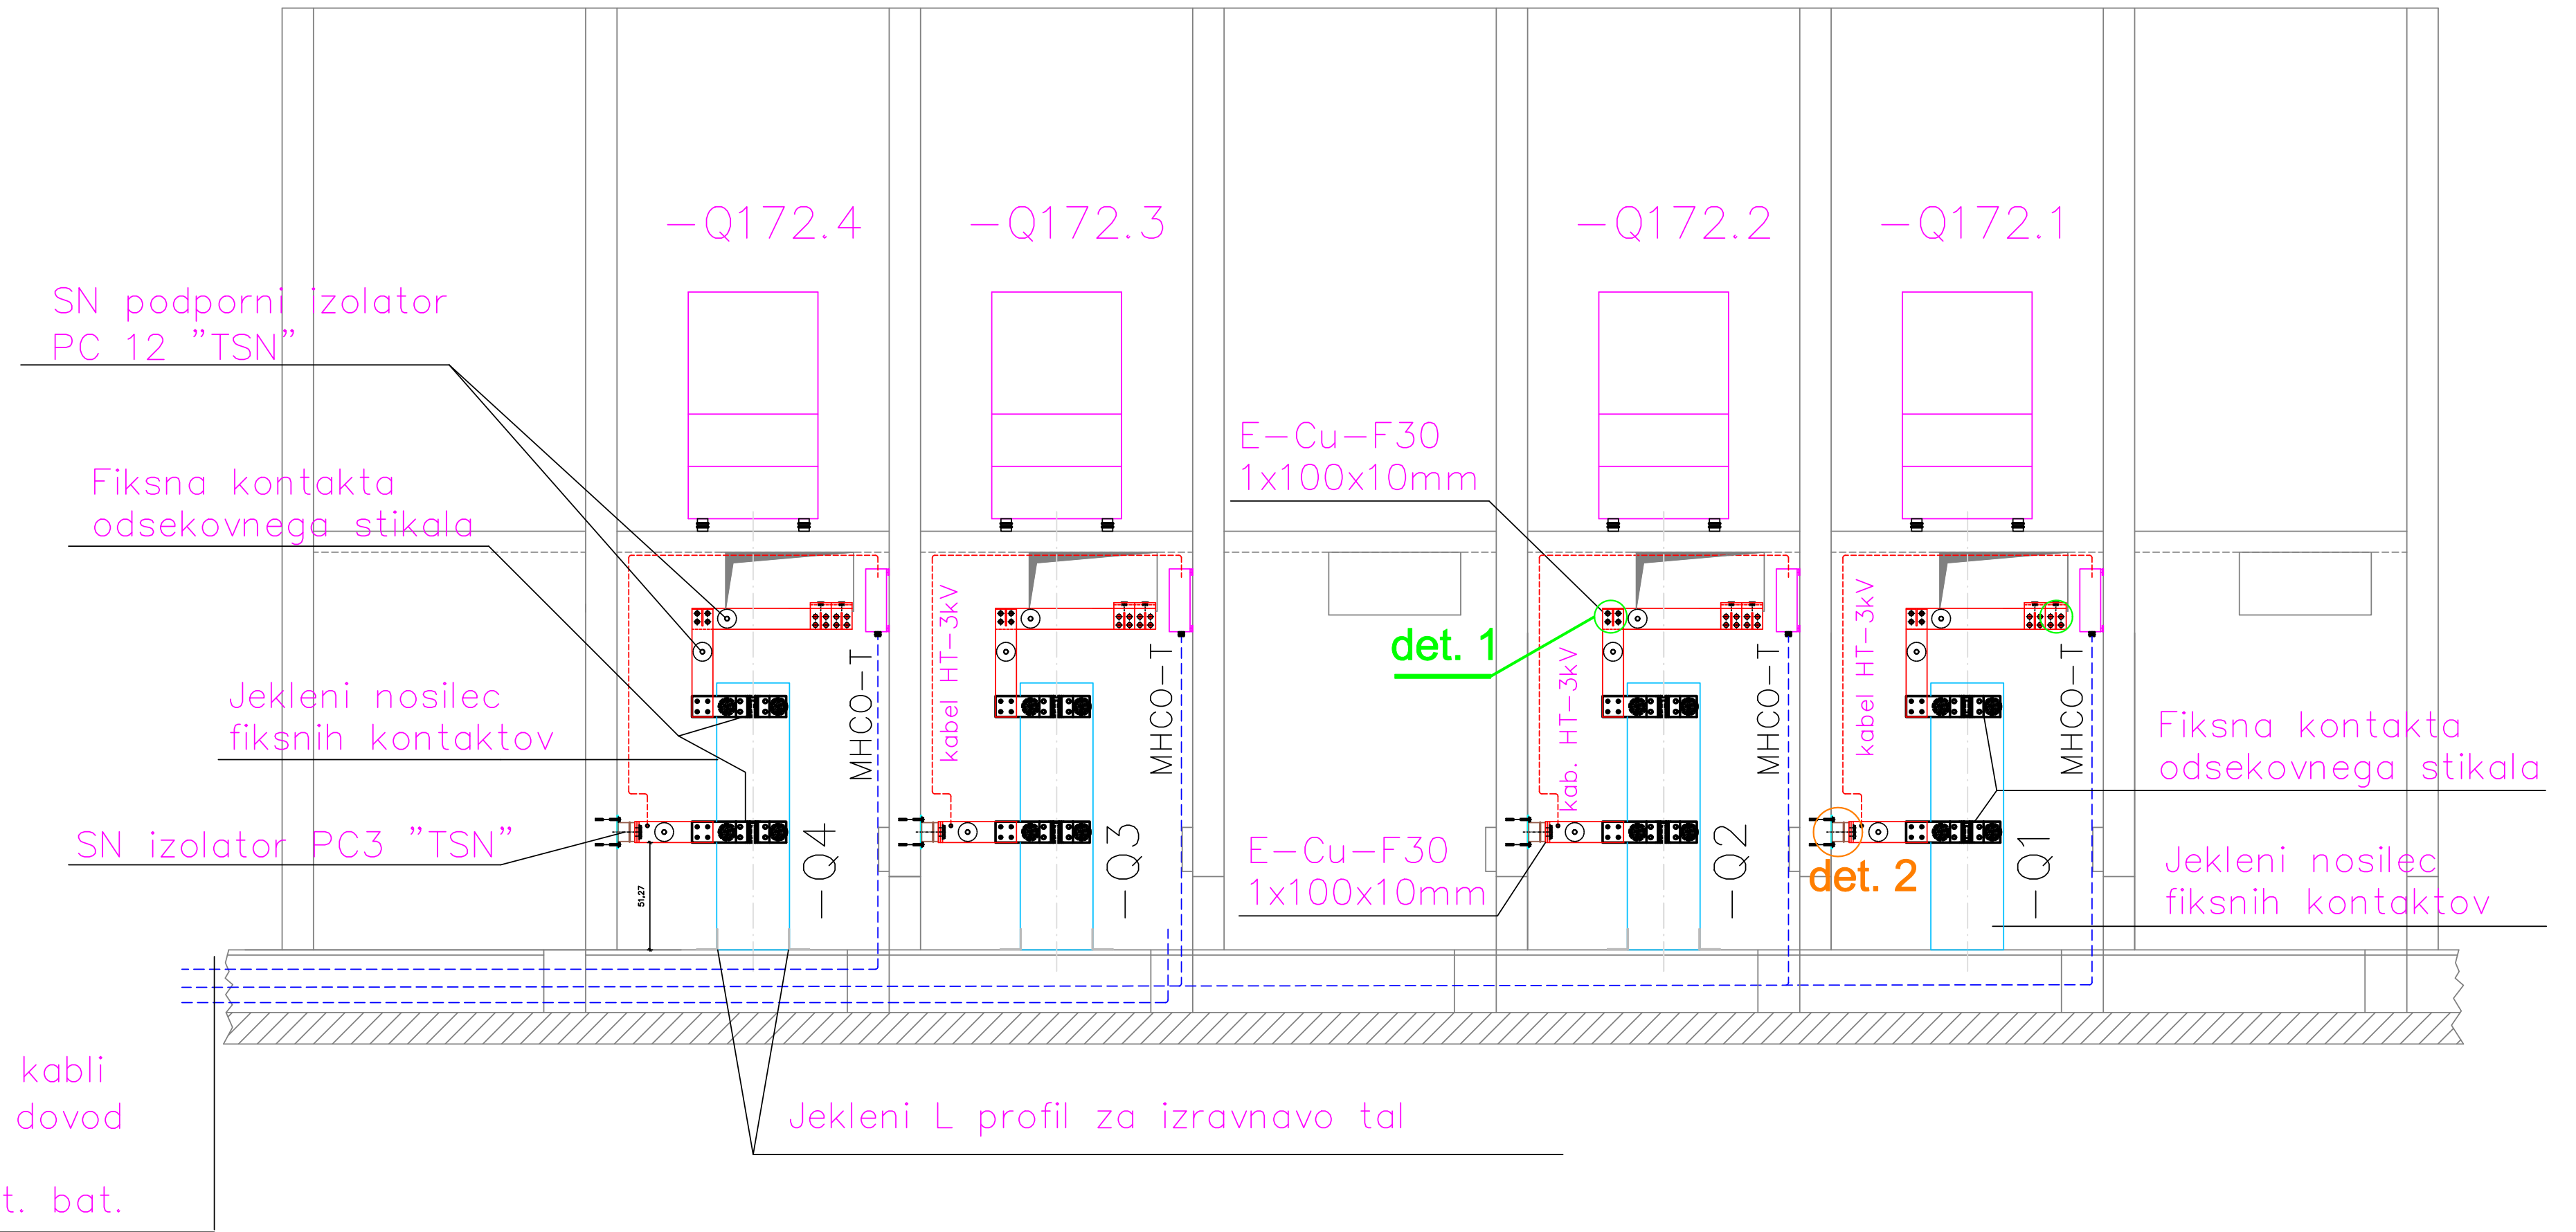 -Q172.4
-Q172.3
-Q172.2
-Q172.1
SN podporni izolator
PC 12 "TSN"
E-Cu-F30
1x100x10mm
Fiksna kontakta
odsekovnega stikala
det. 1
Jekleni nosilec
fiksnih kontaktov
MHCO-T
kabel HT-3kV
MHCO-T
kab. HT-3kV
MHCO-T
kabel HT-3kV
MHCO-T
Fiksna kontakta
odsekovnega stikala
SN izolator PC3 "TSN"
51,27
-Q4
-Q3
E-Cu-F30
1x100x10mm
-Q2
det. 2
-Q1
Jekleni nosilec
fiksnih kontaktov
kabli
dovod
t. bat.
Jekleni L profil za izravnavo tal